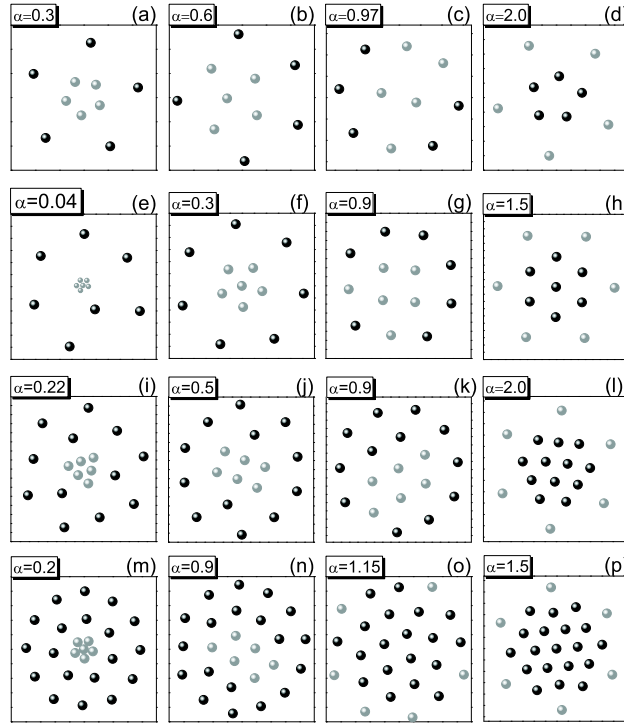 α=0.3 (a) α=0.6 (b) α=0.97 (c) α=2.0 (d)
α=0.04 (e) α=0.3 (f) α=0.9 (g) α=1.5 (h)
α=0.22 (i) α=0.5 (j) α=0.9 (k) α=2.0 (l)
α=0.2 (m) α=0.9 (n) α=1.15 (o) α=1.5 (p)